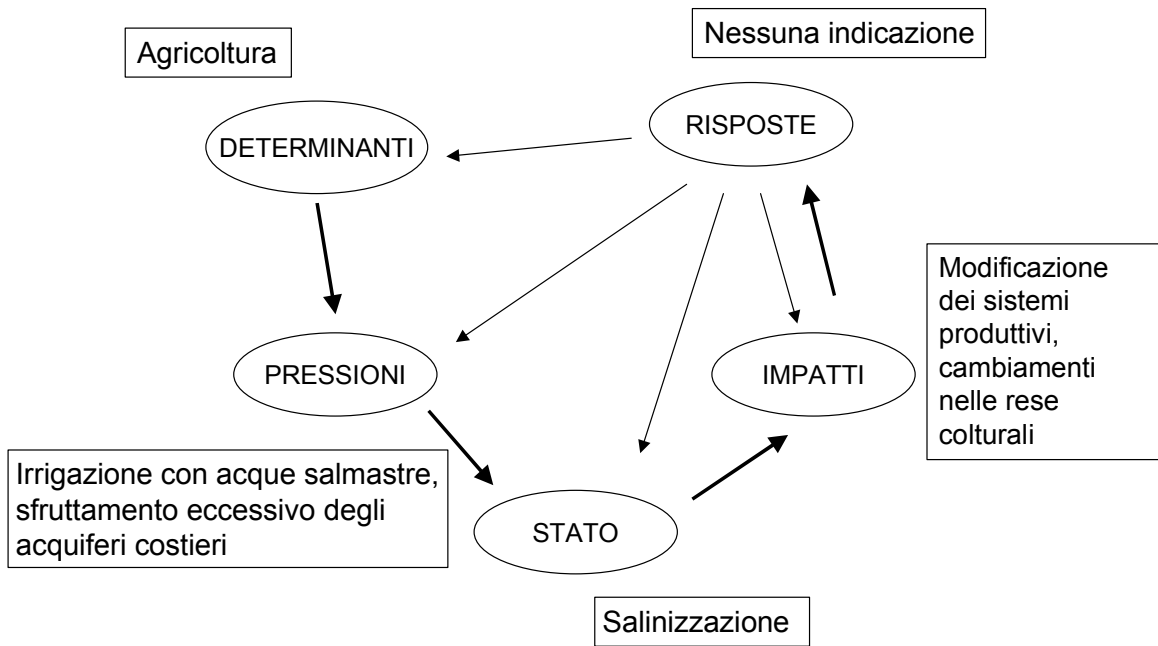 Nessuna indicazione
Agricoltura
RISPOSTE
DETERMINANTI
Modificazione
dei sistemi
produttivi,
cambiamenti
nelle rese
colturali
PRESSIONI
IMPATTI
Irrigazione con acque salmastre,
sfruttamento eccessivo degli
acquiferi costieri
STATO
Salinizzazione